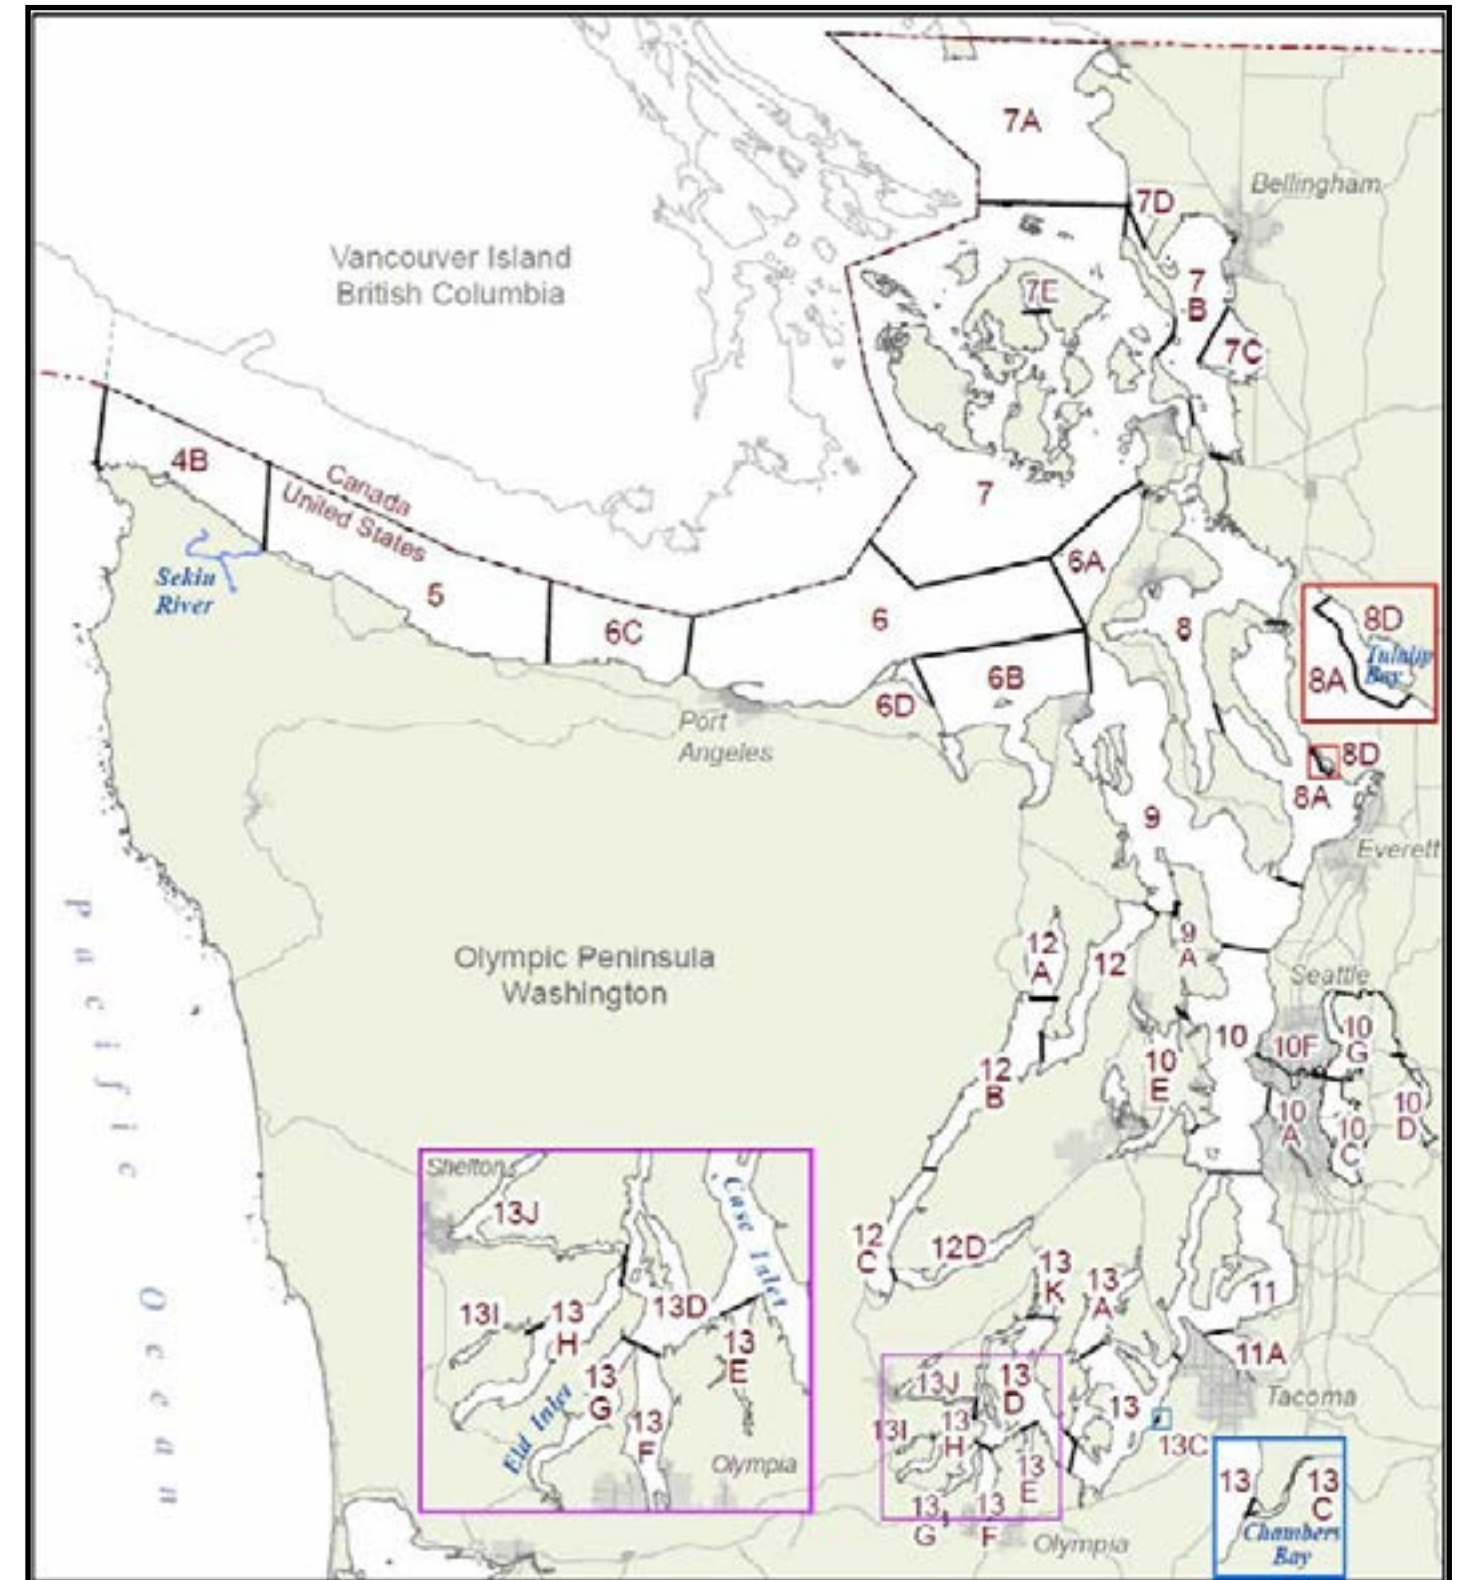 7A
Bellingham
7D
Vancouver Island
British Columbia
7E
7
B
7C
4B
Canada
United States
7
6A
Sekin
River
5
6C
6
8
8D
Tulalip
Bay
8A
6B
6D
Port
Angeles
8D
8A
9
Everett
Pacific Ocean
Olympic Peninsula
Washington
12
A
12
9
A
Seattle
10
10F
10
G
12
B
10
E
10
A
10
C
10
D
Shelton
13J
Case Inlet
13I
13
H
13D
13
E
13
G
Eld Inlet
13
F
Olympia
12
C
12D
13
K
13
A
11
11A
Tacoma
13J
13
D
13
13I
13
H
13C
13
E
13
G
13
F
Olympia
13
13
C
Chambers
Bay